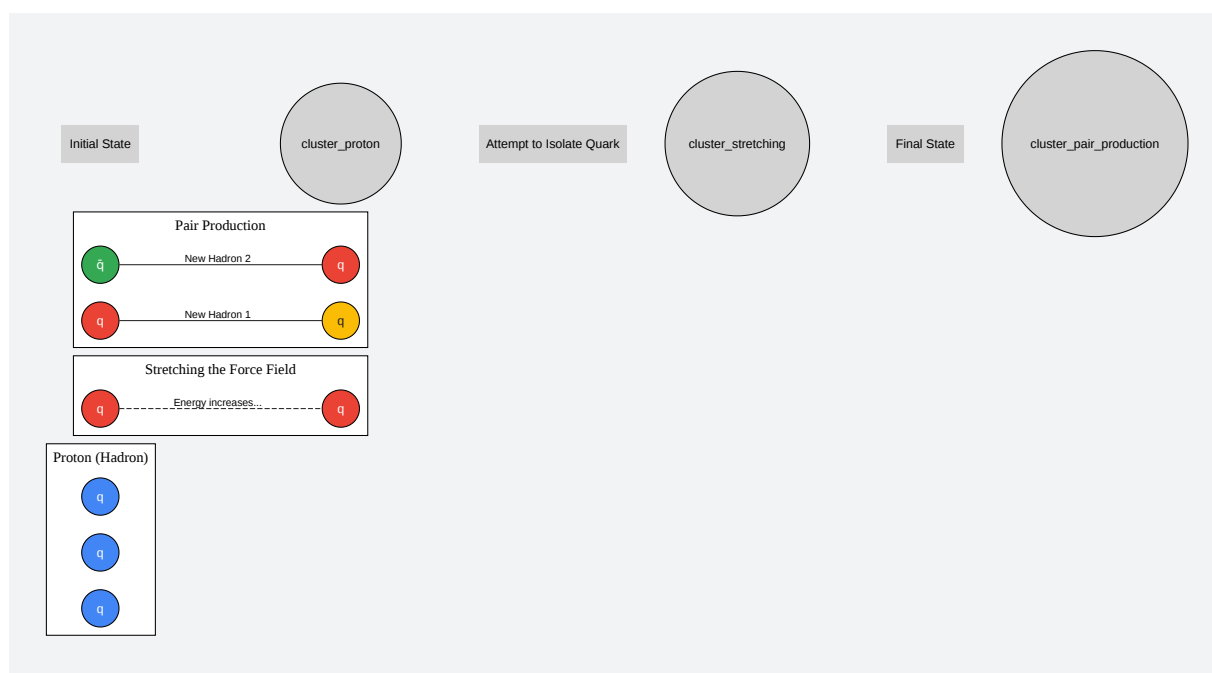 Initial State
cluster_proton
Attempt to Isolate Quark
cluster_stretching
Final State
cluster_pair_production
Pair Production
q̄
New Hadron 2
q
q
New Hadron 1
q
Stretching the Force Field
q
Energy increases...
q
Proton (Hadron)
q
q
q